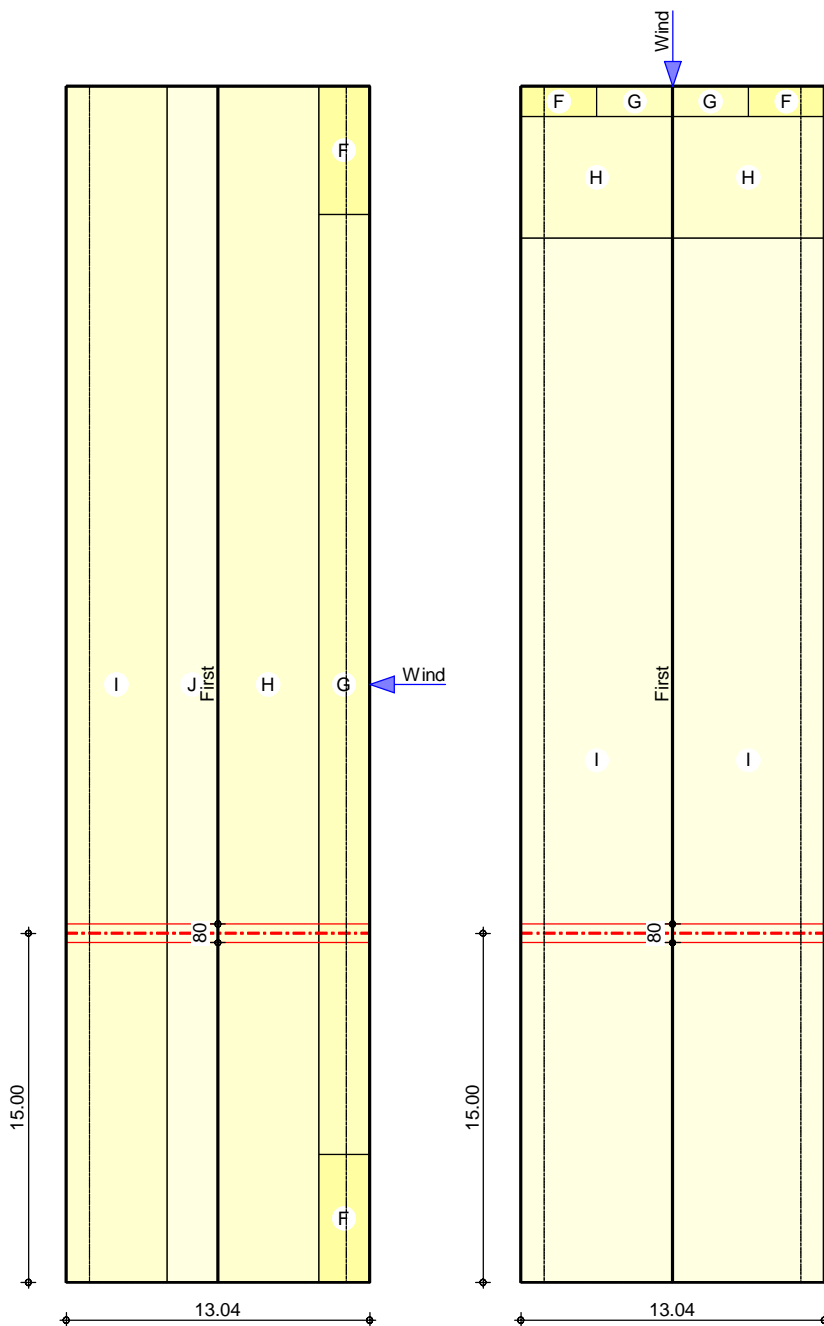 Wind
F
F G G F
H H
I J First H G Wind
First
I I
80
80
15.00
15.00
F
13.04
13.04